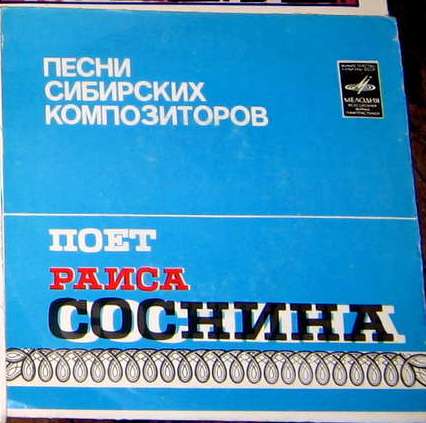 ПЕСНИ
СИБИРСКИХ
КОМПОЗИТОРОВ
МЕЛОДИЯ
ПОЕТ
РАИСА
СОСНИНА